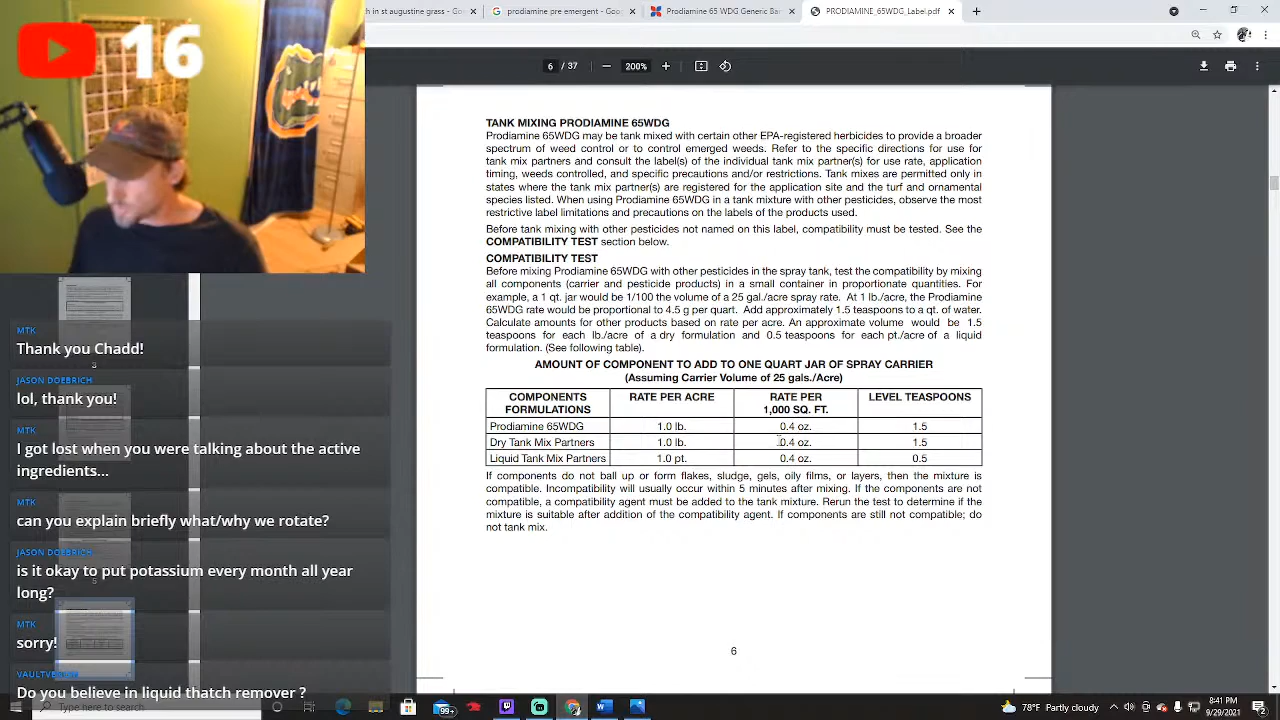 16
in st augustine grass - G
prodiamine pre emergent - Goo
Prodiamine 65 WDG Generic Bar
PRODIAMINE_65WDG_Label.pdf
6 / 37
200%
TANK MIXING PRODIAMINE 65WDG
Prodiamine 65WDG may be tank mixed with certain other EPA-registered herbicides to provide a broader
spectrum of weed control or to control emerged weeds. Refer to the specific directions for use for
tank mix partners and consult the label(s) of the individual tank mix partner(s) for use rate, application
timing, weeds controlled, and specific precautions and/or restrictions. Tank mixes are permitted only in
states where the tank mix partner(s) are registered for the application site and the turf and ornamental
species listed. When using Prodiamine 65WDG in a tank mixture with other pesticides, observe the most
restrictive label limitations and precautions on the labels of the products used.
Before tank mixing with other pesticides not named on this label, compatibility must be tested. See the
COMPATIBILITY TEST section below.
COMPATIBILITY TEST
Before mixing Prodiamine 65WDG with other pesticides in the spray tank, test the compatibility by mixing
all components (carrier and pesticide product) in a small container in proportionate quantities. For
example, a 1 qt. jar would be 1/100 the volume of a 25 gal./acre spray rate. At 1 lb./acre, the Prodiamine
65WDG rate would be proportional to 4.5 g per quart. Add approximately 1.5 teaspoons to a qt. of water.
Calculate amounts for other products based on rate per acre. An approximate volume would be 1.5
teaspoons for each lb./acre of a dry formulation and 0.5 teaspoons for each pt./acre of a liquid
formulation. (See following table).
AMOUNT OF COMPONENT TO ADD TO ONE QUART JAR OF SPRAY CARRIER
(Assuming Carrier Volume of 25 gals./Acre)
COMPONENTS FORMULATIONS RATE PER ACRE RATE PER 1,000 SQ. FT. LEVEL TEASPOONS
Prodiamine 65WDG 1.0 lb. 0.4 oz. 1.5
Dry Tank Mix Partners 1.0 lb. 0.4 oz. 1.5
Liquid Tank Mix Partners 1.0 pt. 0.4 oz. 0.5
If components do not ball up or form flakes, sludge, gels, oily films, or layers, then the mixture is
compatible. Incompatibility will usually occur within 5 minutes after mixing. If the components are not
compatible, a compatibility agent must be added to the tank mixture. Rerun the test to determine if
the mixture is suitable after addition of the compatibility agent. If components are still not compatible; do
not tank mix.
6
MTK
Thank you Chadd!
3
JASON DOEBRICH
lol, thank you!
MTK
I got lost when you were talking about the active
ingredients...
MTK
can you explain briefly what/why we rotate?
JASON DOEBRICH
is it okay to put potassium every month all year
long?
5
MTK
sorry!
Do you believe in liquid thatch remover ?
Type here to search
99+
78°F Partly cloudy
8:41 PM
9/29/2021